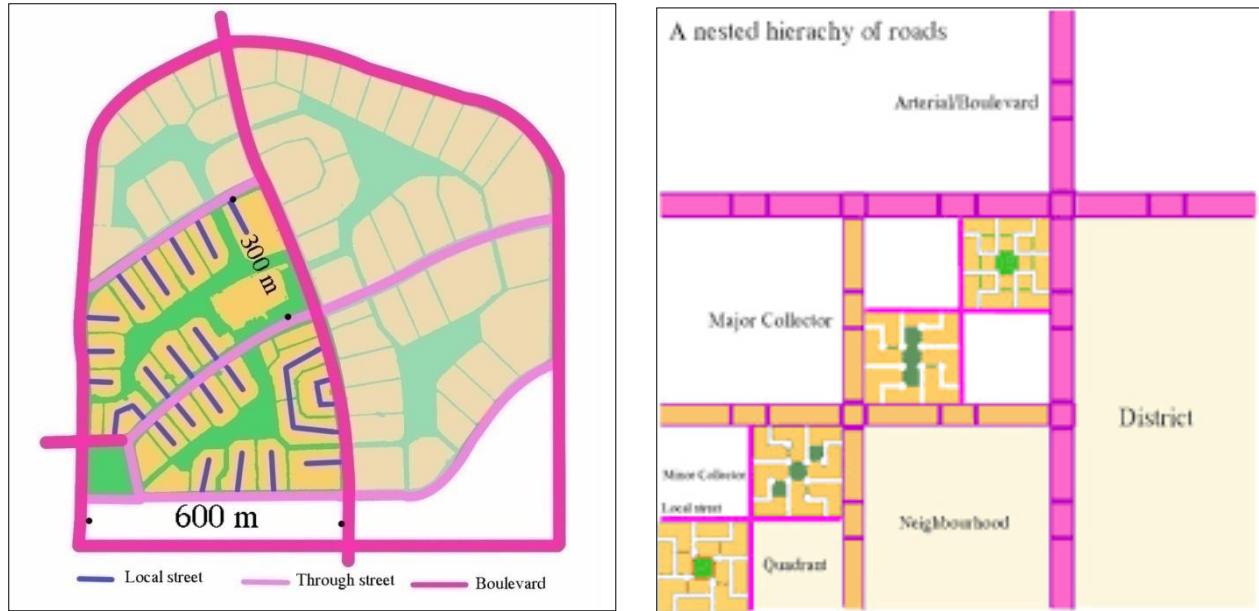 300 m
600 m
Local street
Through street
Boulevard
A nested hierachy of roads
Arterial/Boulevard
Major Collector
District
Minor Collector
Local street
Neighbourhood
Quadrant